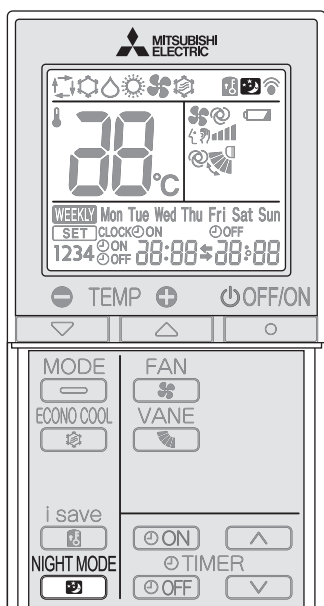 MITSUBISHI
ELECTRIC
88°C
WEEKLY Mon Tue Wed Thu Fri Sat Sun
SET CLOCK ON OFF
1234 ON OFF 88:88 88:88
TEMP OFF/ON
MODE FAN
ECONO COOL VANE
i save
ON
NIGHT MODE TIMER
OFF